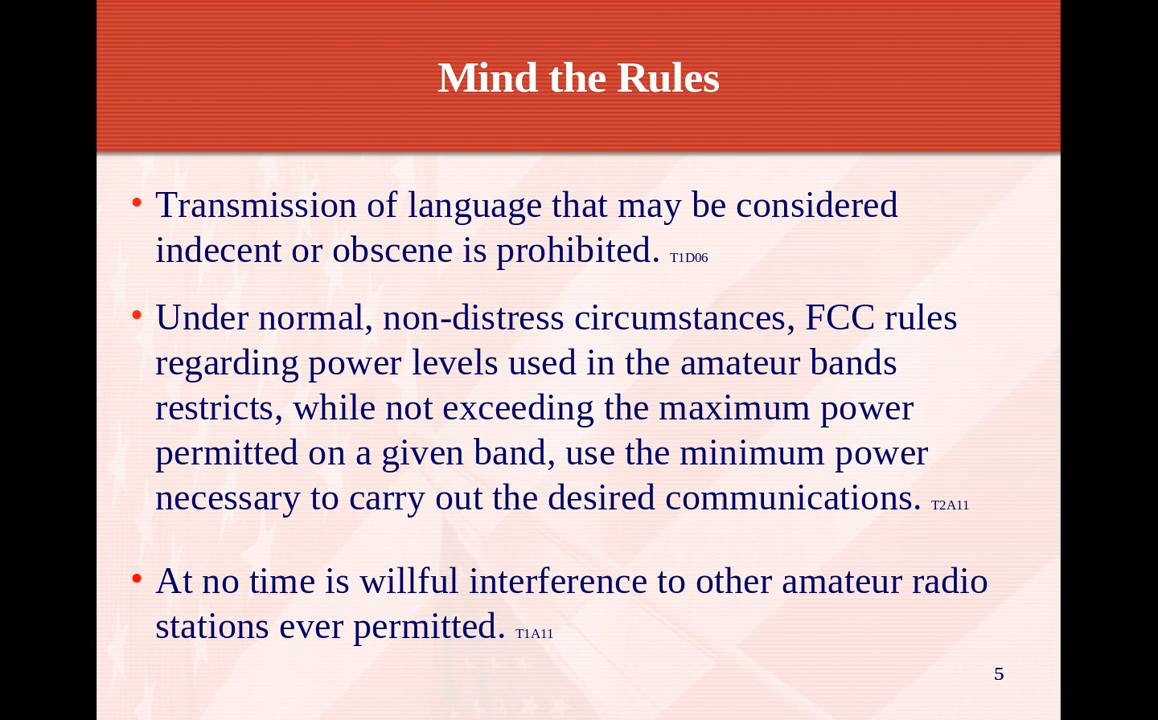 Mind the Rules
• Transmission of language that may be considered
indecent or obscene is prohibited. T1D06
• Under normal, non-distress circumstances, FCC rules
regarding power levels used in the amateur bands
restricts, while not exceeding the maximum power
permitted on a given band, use the minimum power
necessary to carry out the desired communications. T2A11
• At no time is willful interference to other amateur radio
stations ever permitted. T1A11
5